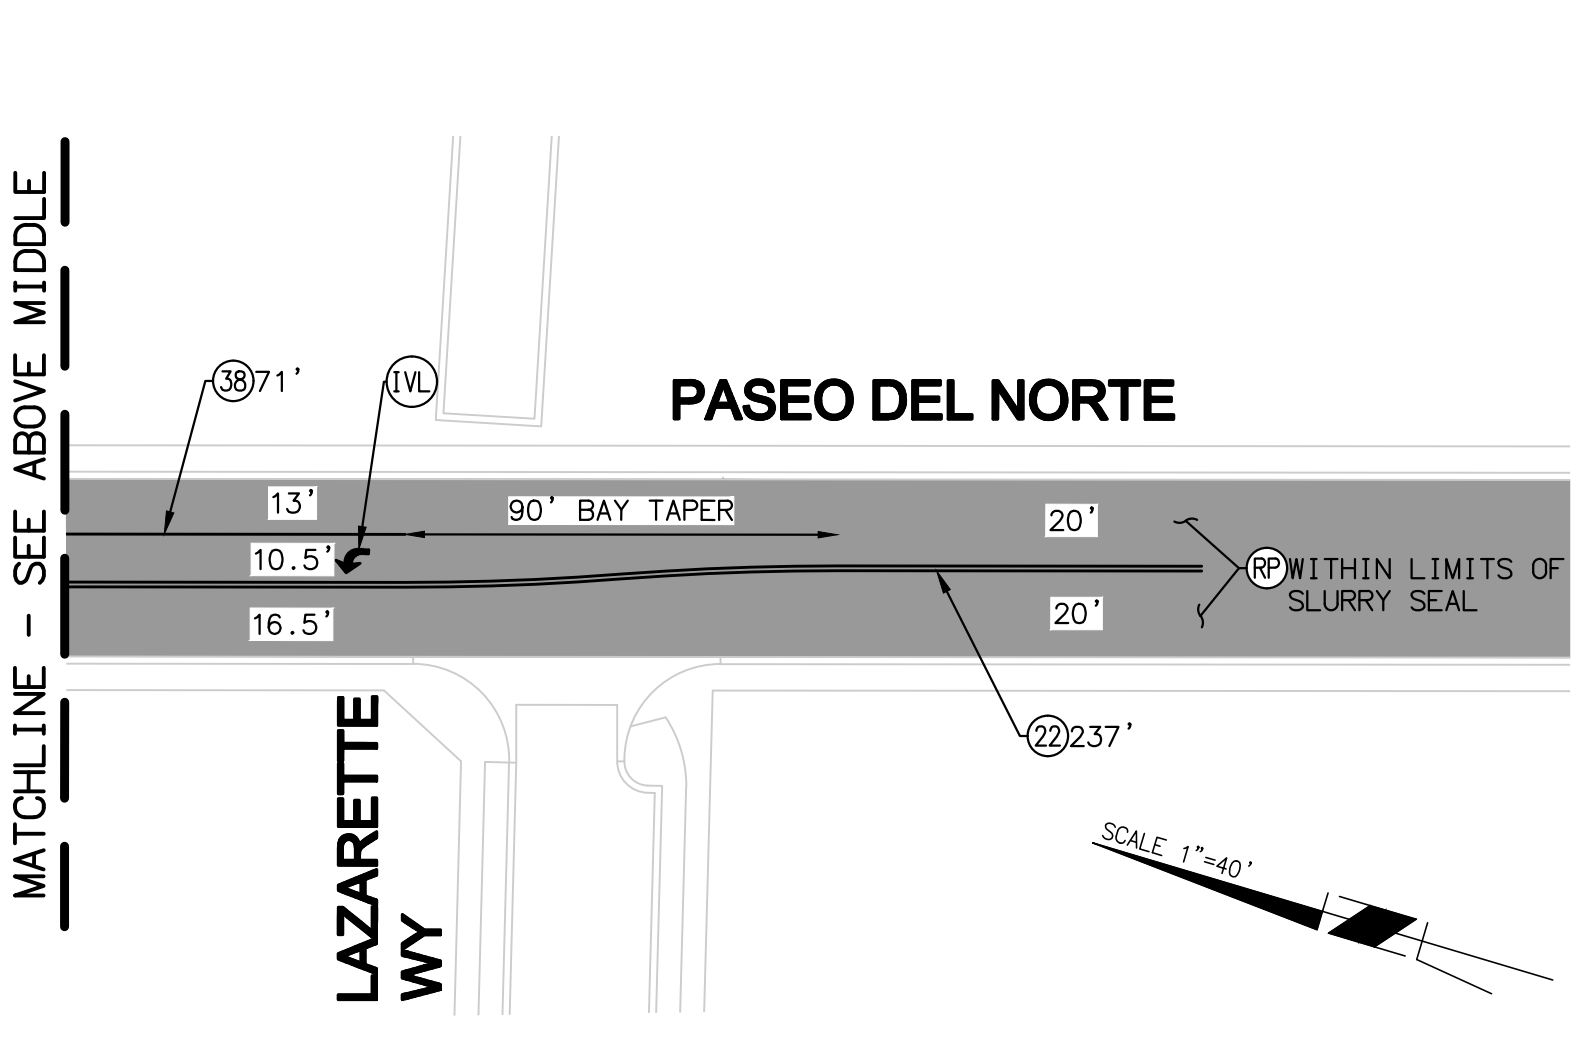 MATCHLINE - SEE ABOVE MIDDLE
38 71'
IVL
PASEO DEL NORTE
13'
90' BAY TAPER
20'
10.5'
RP WITHIN LIMITS OF
SLURRY SEAL
16.5'
20'
22 237'
LAZARETTE
WY
SCALE 1"=40'